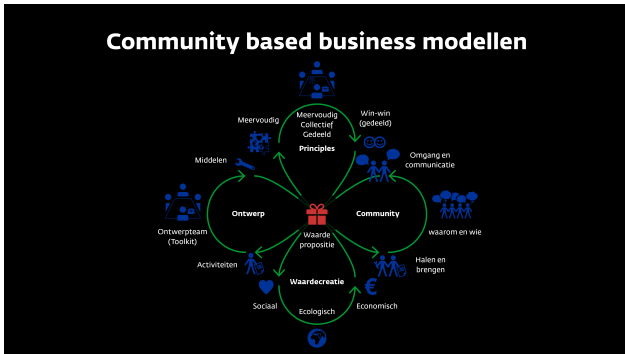 Community based business modellen
Meervoudig
Collectief
Gedeeld
Principles
Win-win
(gedeeld)
Meervoudig
Omgang en
communicatie
Middelen
Ontwerp
Community
Ontwerpteam
(Toolkit)
waarom en wie
Waarde
propositie
Activiteiten
Halen en
brengen
Waardecreatie
Sociaal
Ecologisch
Economisch